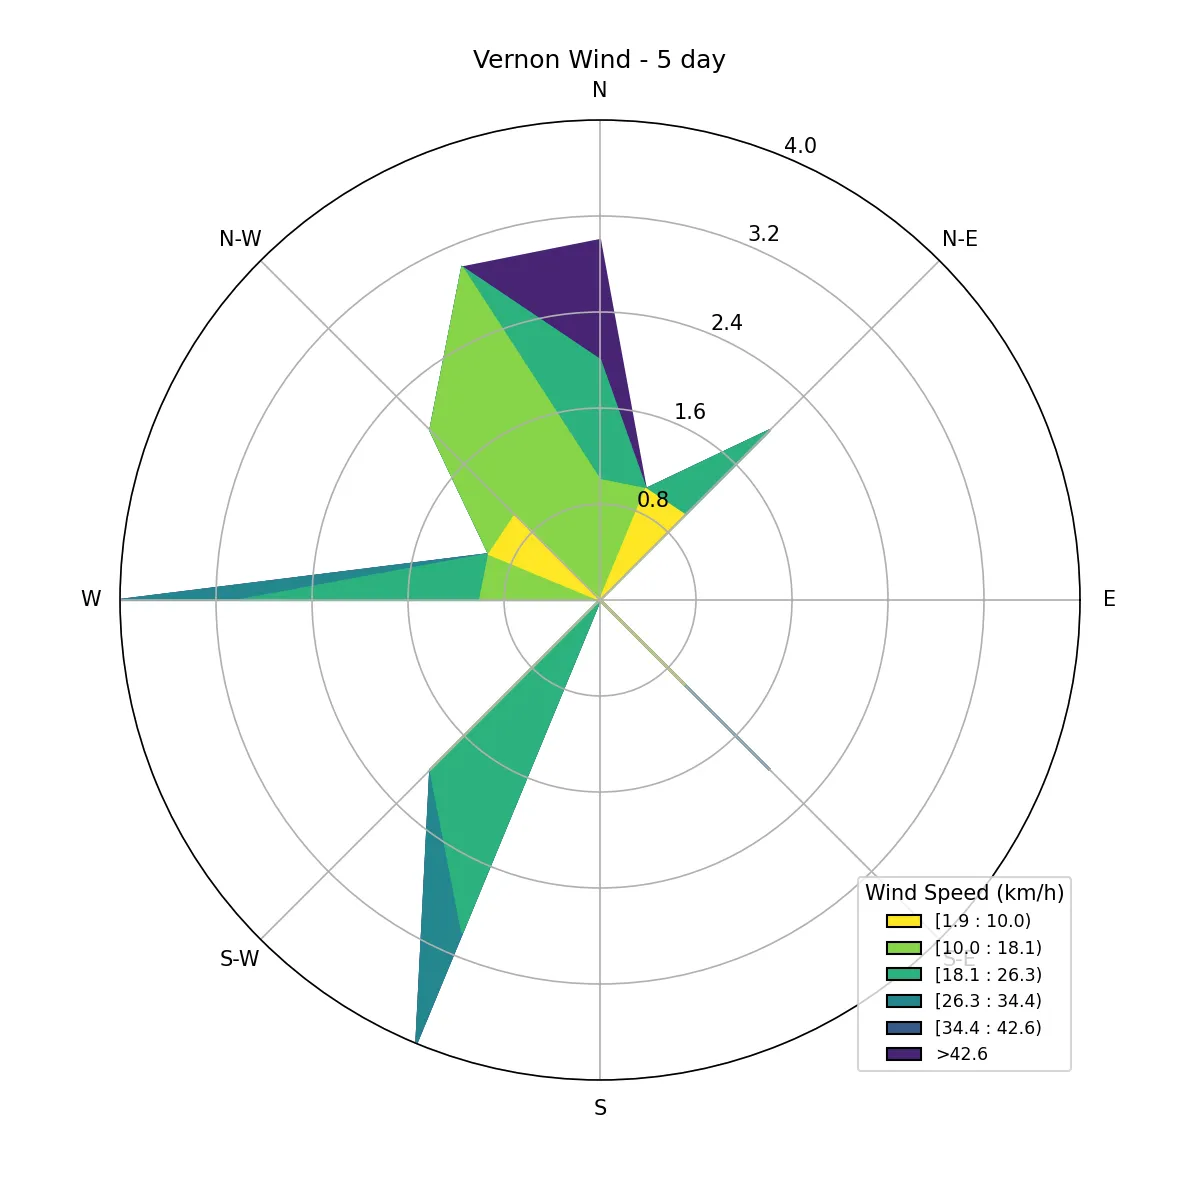 Vernon Wind - 5 day
N
4.0
N-W
3.2
N-E
2.4
1.6
0.8
W
E
S-W
S-E
S
Wind Speed (km/h)
[1.9 : 10.0)
[10.0 : 18.1)
[18.1 : 26.3)
[26.3 : 34.4)
[34.4 : 42.6)
>42.6